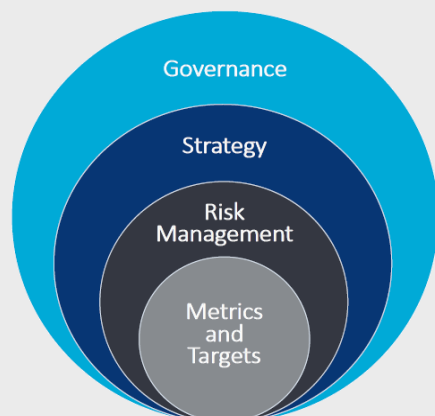 Governance
Strategy
Risk
Management
Metrics
and
Targets